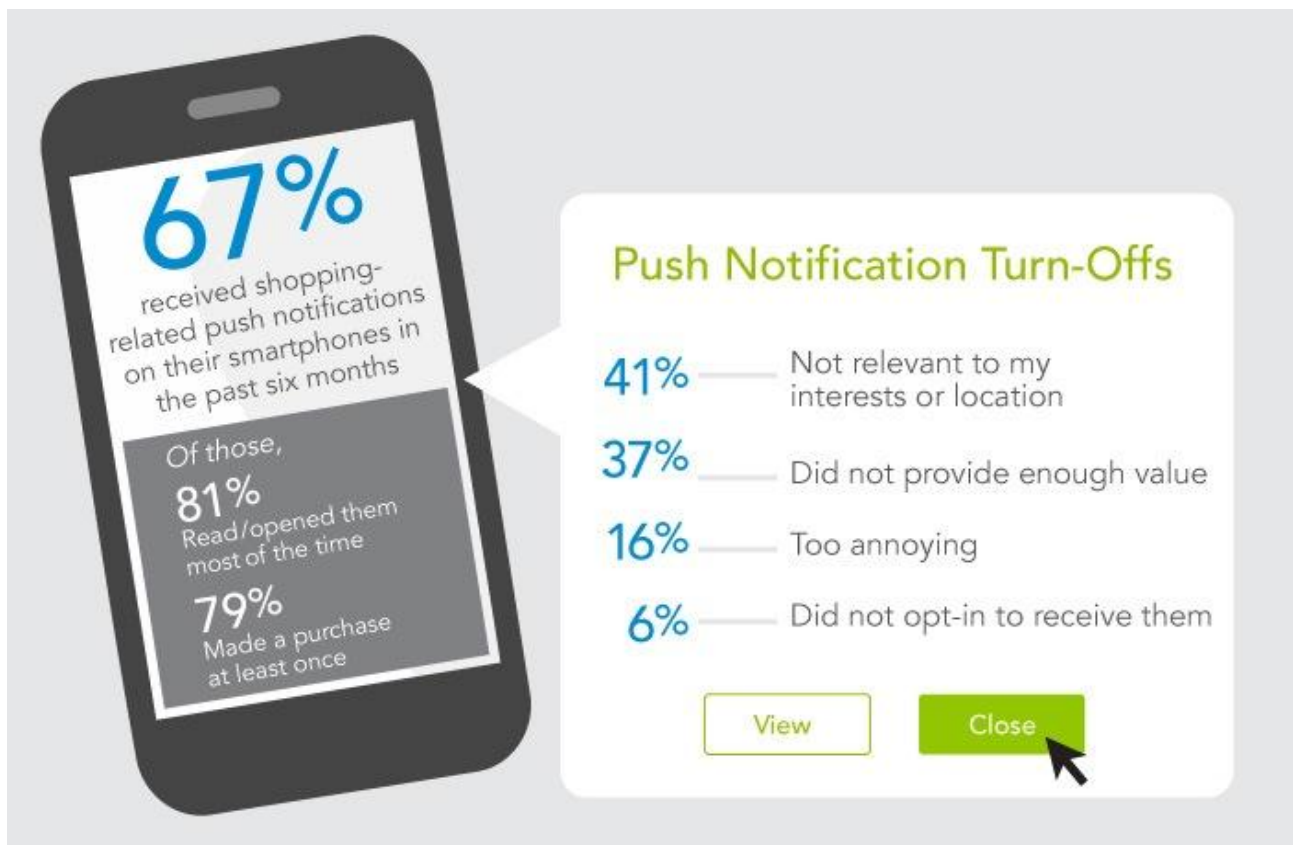 67%
received shopping-
related push notifications
on their smartphones in
the past six months
Of those,
81%
Read/opened them
most of the time
79%
Made a purchase
at least once
Push Notification Turn-Offs
41% Not relevant to my
interests or location
37% Did not provide enough value
16% Too annoying
6% Did not opt-in to receive them
View Close